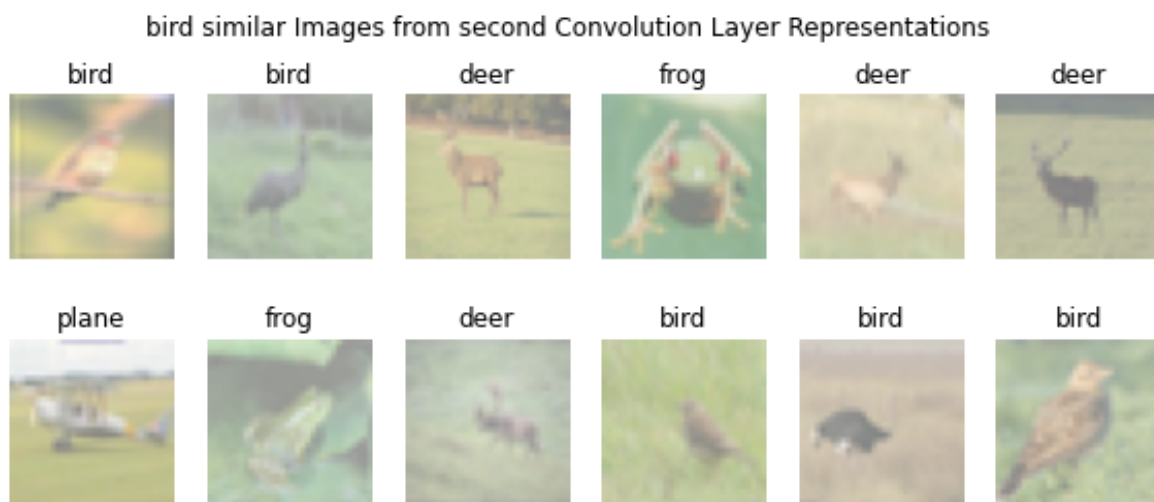 bird similar Images from second Convolution Layer Representations
bird bird deer frog deer deer
plane frog deer bird bird bird